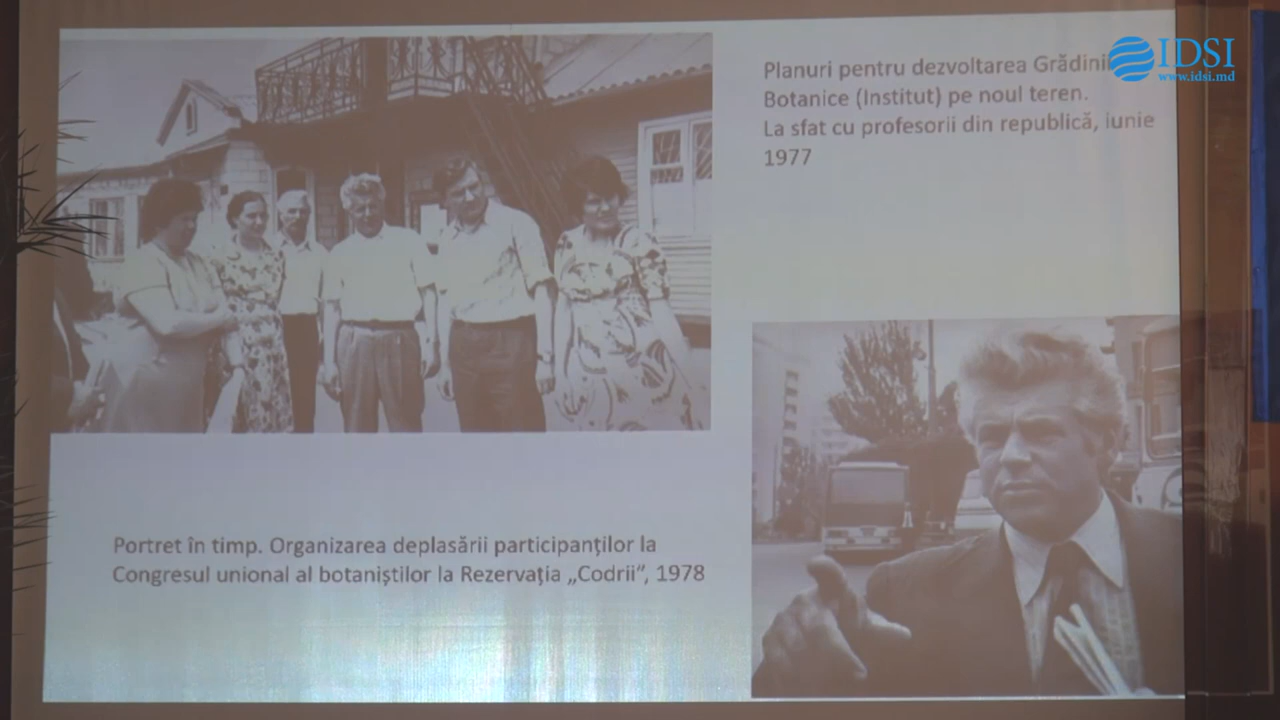 Planuri pentru dezvoltarea Grădinii
Botanice (Institut) pe noul teren.
La sfat cu profesorii din republică, iunie
1977
IDSI
www.idsi.md
Portret în timp. Organizarea deplasării participanților la
Congresul unional al botaniștilor la Rezervația „Codrii”, 1978